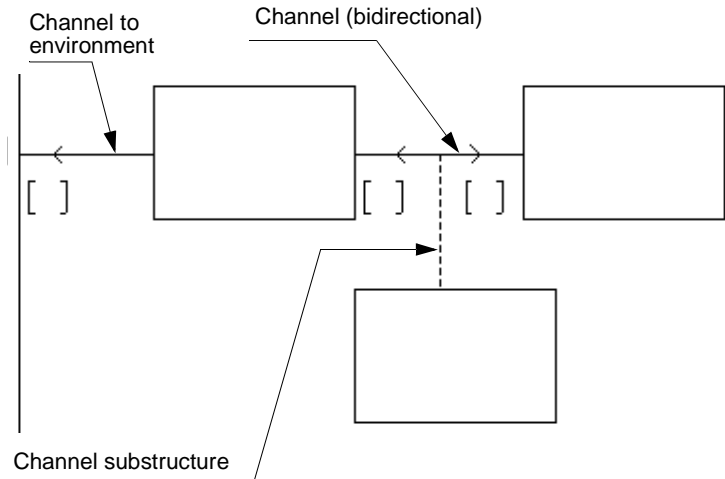 Channel to
environment
Channel (bidirectional)
[ ]
[ ]
[ ]
Channel substructure